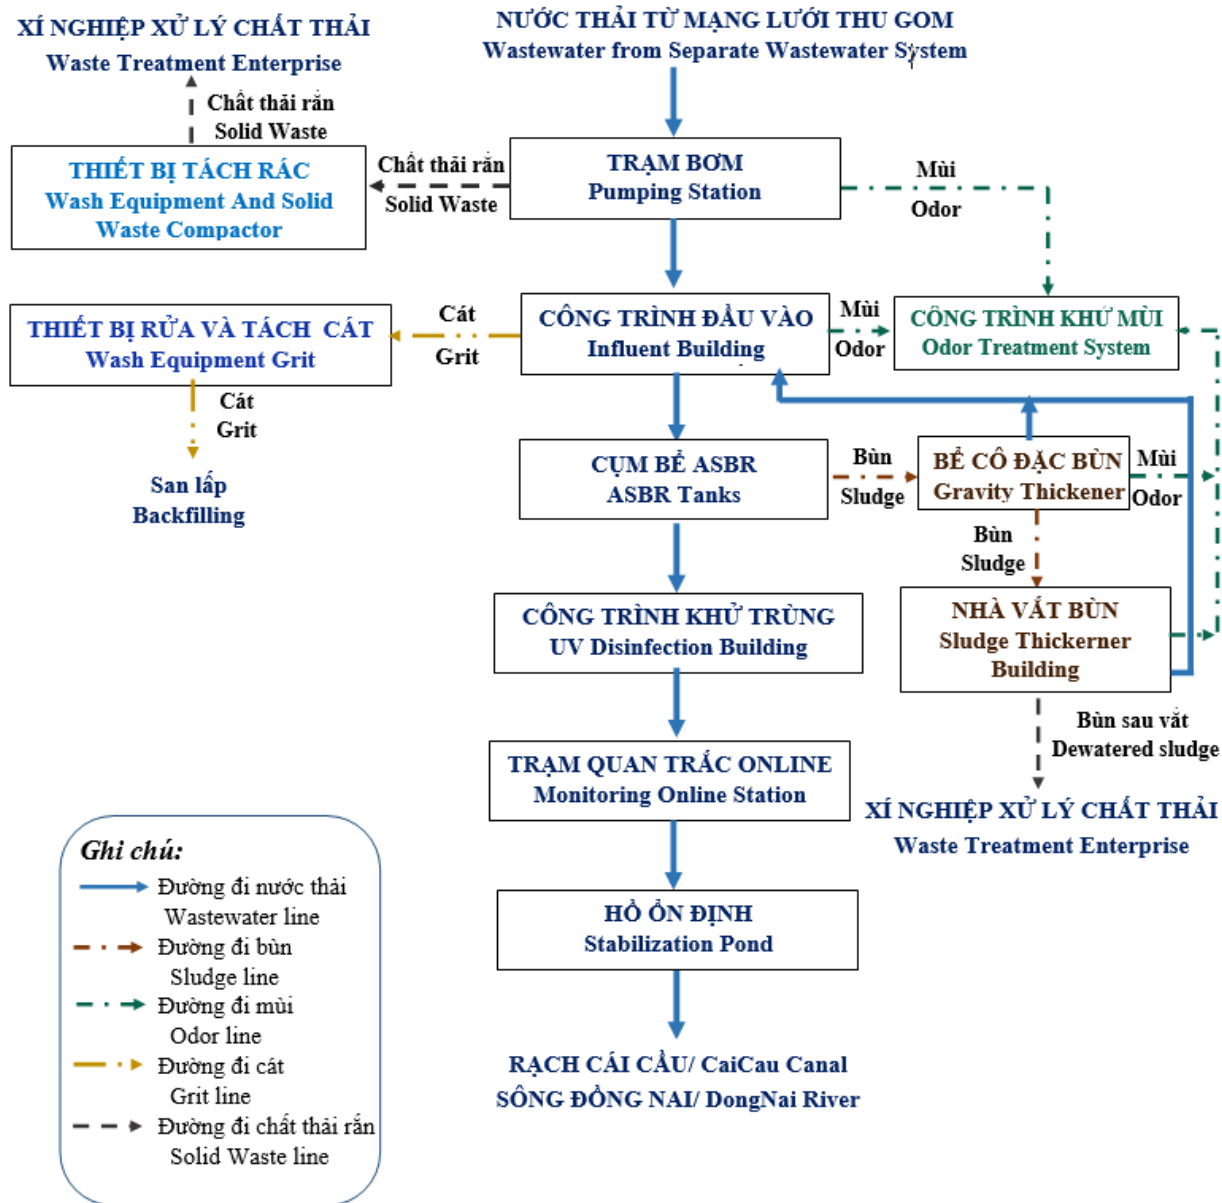 XÍ NGHIỆP XỬ LÝ CHẤT THẢI
Waste Treatment Enterprise
NƯỚC THẢI TỪ MẠNG LƯỚI THU GOM
Wastewater from Separate Wastewater System
Chất thải rắn
Solid Waste
THIẾT BỊ TÁCH RÁC
Wash Equipment And Solid
Waste Compactor
Chất thải rắn
Solid Waste
TRẠM BƠM
Pumping Station
Mùi
Odor
THIẾT BỊ RỬA VÀ TÁCH CÁT
Wash Equipment Grit
Cát
Grit
CÔNG TRÌNH ĐẦU VÀO
Influent Building
Mùi
Odor
CÔNG TRÌNH KHỬ MÙI
Odor Treatment System
Cát
Grit
San lấp
Backfilling
CỤM BỂ ASBR
ASBR Tanks
Bùn
Sludge
BỂ CÔ ĐẶC BÙN
Gravity Thickener
Mùi
Odor
Bùn
Sludge
CÔNG TRÌNH KHỬ TRÙNG
UV Disinfection Building
NHÀ VẮT BÙN
Sludge Thickerner
Building
Bùn sau vắt
Dewatered sludge
TRẠM QUAN TRẮC ONLINE
Monitoring Online Station
XÍ NGHIỆP XỬ LÝ CHẤT THẢI
Waste Treatment Enterprise
HỒ ỔN ĐỊNH
Stabilization Pond
RẠCH CÁI CẦU/ CaiCau Canal
SÔNG ĐỒNG NAI/ DongNai River
Ghi chú:
Đường đi nước thải
Wastewater line
Đường đi bùn
Sludge line
Đường đi mùi
Odor line
Đường đi cát
Grit line
Đường đi chất thải rắn
Solid Waste line